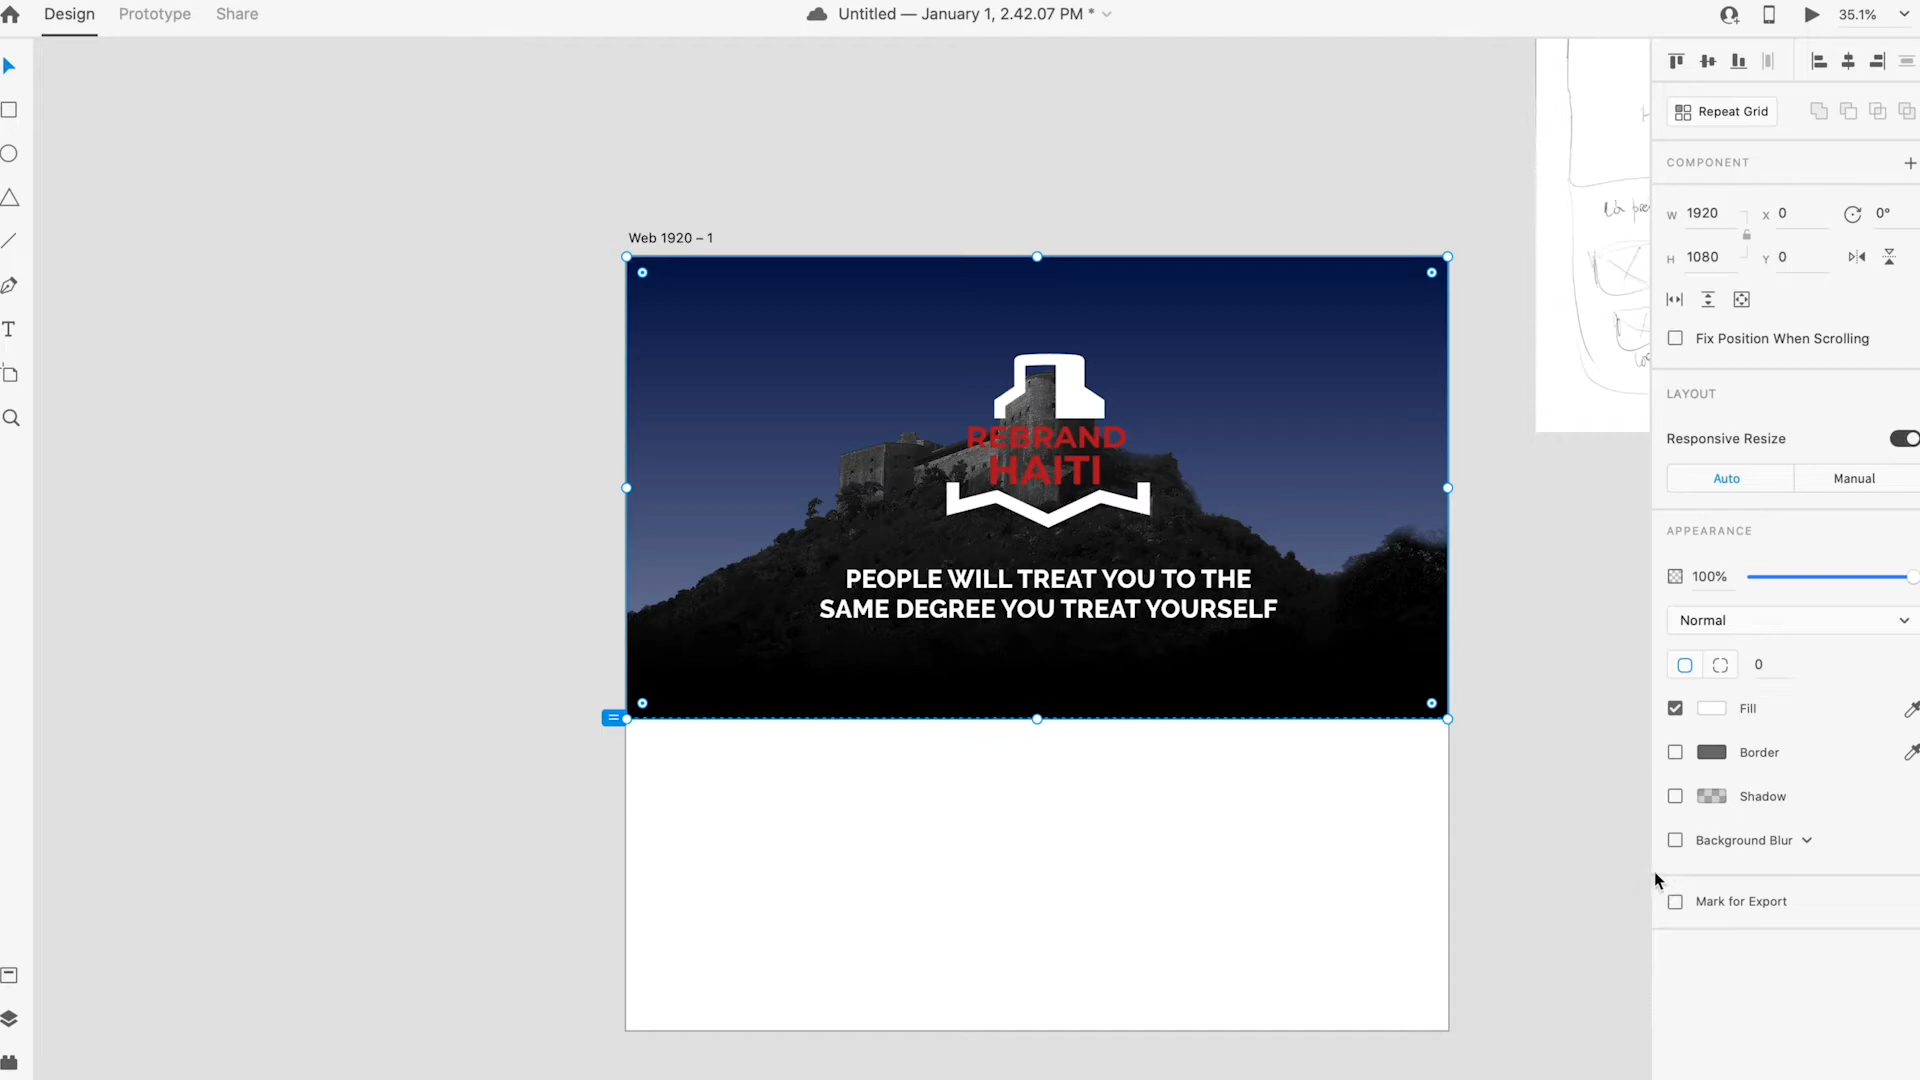 Design Prototype Share
Untitled — January 1, 2.42.07 PM *
35.1%
Repeat Grid
COMPONENT
W 1920 X 0 0°
H 1080 Y 0
Fix Position When Scrolling
LAYOUT
Responsive Resize
Auto Manual
APPEARANCE
100%
Normal
0
Fill
Border
Shadow
Background Blur
Mark for Export
Web 1920 – 1
REBRAND
HAITI
PEOPLE WILL TREAT YOU TO THE
SAME DEGREE YOU TREAT YOURSELF